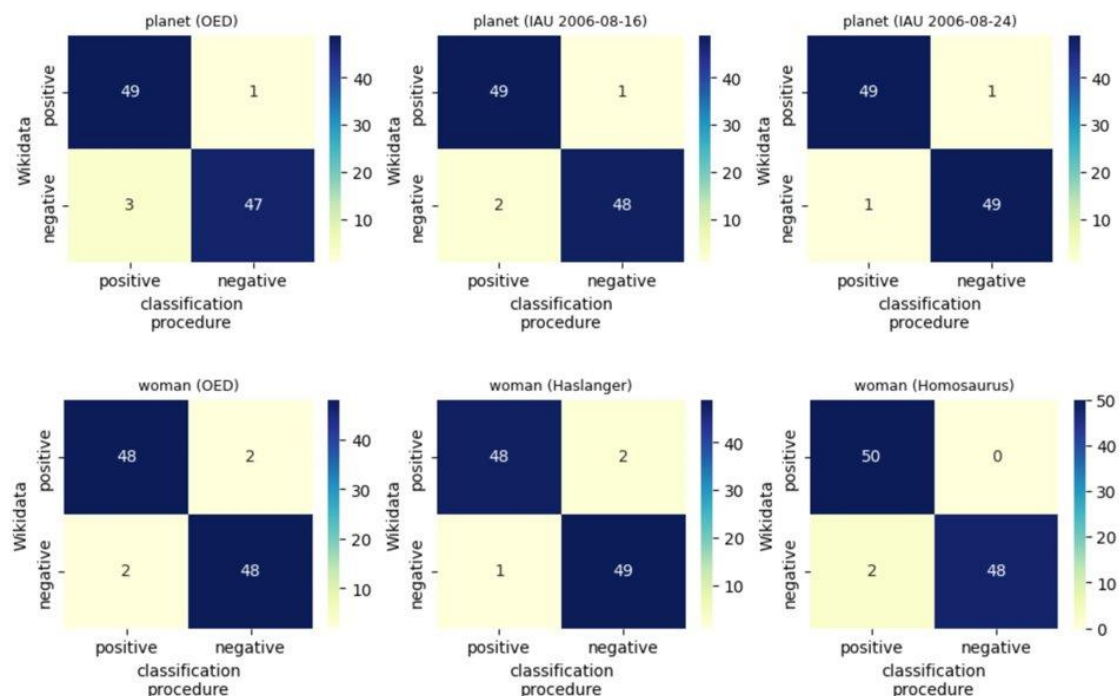 planet (OED)
planet (IAU 2006-08-16)
planet (IAU 2006-08-24)
Wikidata
positive
negative
49 1
3 47
40
30
20
10
positive negative
classification
procedure
Wikidata
positive
negative
49 1
2 48
40
30
20
10
positive negative
classification
procedure
Wikidata
positive
negative
49 1
1 49
40
30
20
10
positive negative
classification
procedure
woman (OED)
woman (Haslanger)
woman (Homosaurus)
Wikidata
positive
negative
48 2
2 48
40
30
20
10
positive negative
classification
procedure
Wikidata
positive
negative
48 2
1 49
40
30
20
10
positive negative
classification
procedure
Wikidata
positive
negative
50 0
2 48
50
40
30
20
10
0
positive negative
classification
procedure